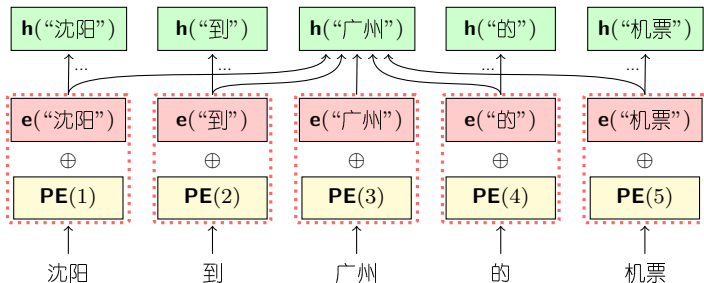 h(“沈阳”) h(“到”) h(“广州”) h(“的”) h(“机票”)
... ... ... ...
e(“沈阳”) e(“到”) e(“广州”) e(“的”) e(“机票”)
⊕ ⊕ ⊕ ⊕ ⊕
PE(1) PE(2) PE(3) PE(4) PE(5)
沈阳 到 广州 的 机票